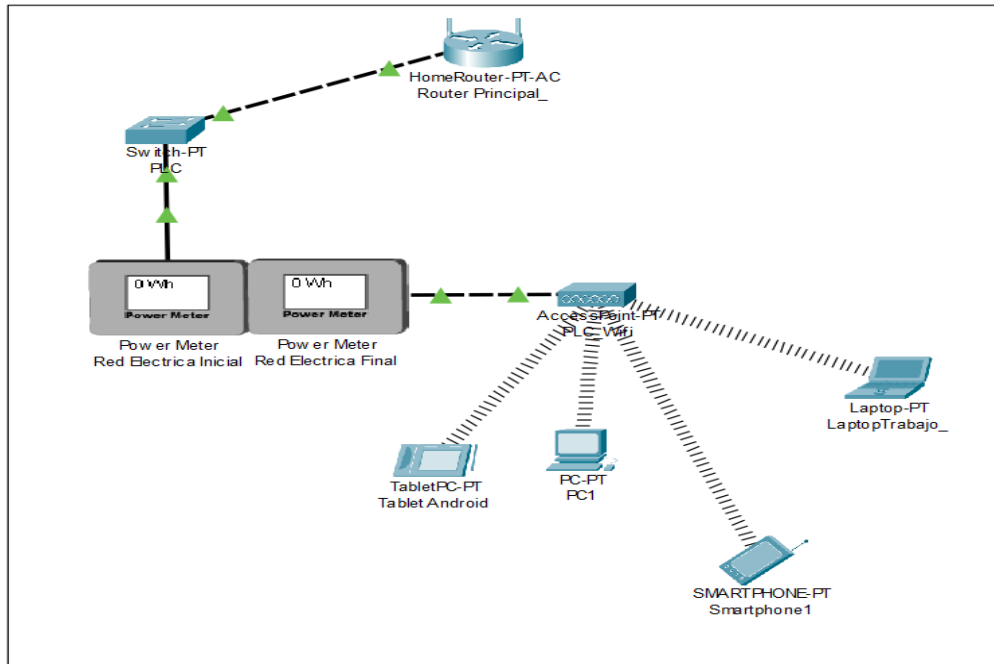 HomeRouter-PT-AC
Router Principal_
Switch-PT
PLC
0 Wh
Power Meter
Power Meter
Red Electrica Inicial
0 Wh
Power Meter
Power Meter
Red Electrica Final
AccessPoint-PT
PLC_Wifi
Laptop-PT
LaptopTrabajo_
TabletPC-PT
Tablet Android
PC-PT
PC1
SMARTPHONE-PT
Smartphone1